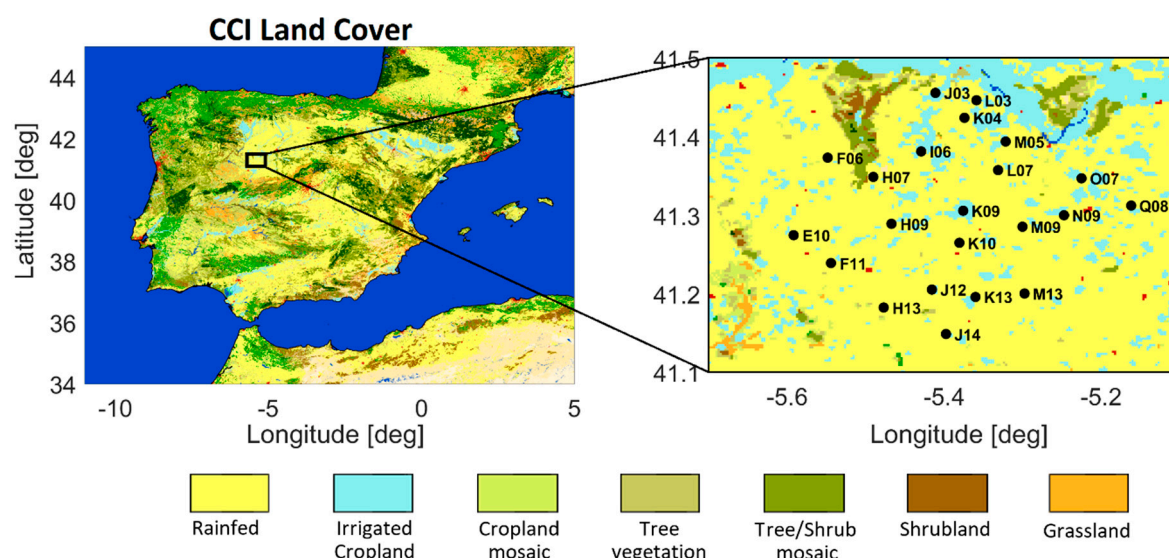 CCI Land Cover
Latitude [deg]
44
42
40
38
36
34
-10
-5
0
5
Longitude [deg]
41.5
41.4
41.3
41.2
41.1
-5.6
-5.4
-5.2
Longitude [deg]
J03
L03
K04
M05
I06
F06
H07
L07
O07
Q08
K09
N09
H09
M09
E10
K10
F11
J12
K13
M13
H13
J14
Rainfed
Irrigated
Cropland
Cropland
mosaic
Tree
vegetation
Tree/Shrub
mosaic
Shrubland
Grassland